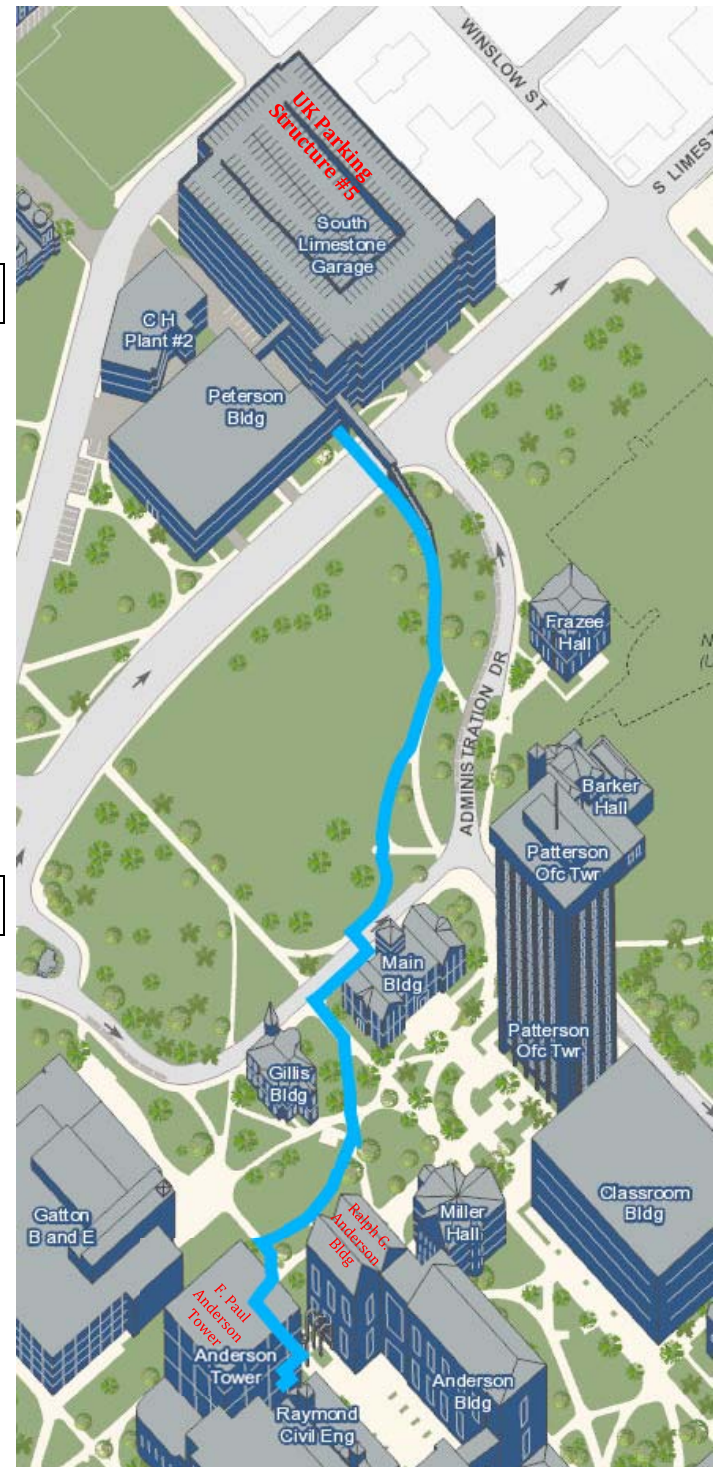 WINSLOW ST
S LIMEST
UK Parking
Structure #5
South
Limestone
Garage
C H
Plant #2
Peterson
Bldg
Frazee
Hall
N
(U
ADMINISTRATION DR
Barker
Hall
Patterson
Ofc Twr
Main
Bldg
Patterson
Ofc Twr
Gillis
Bldg
Classroom
Bldg
Miller
Hall
Ralph G.
Anderson
Bldg
Gatton
B and E
F. Paul
Anderson
Tower
Anderson
Tower
Anderson
Bldg
Raymond
Civil Eng